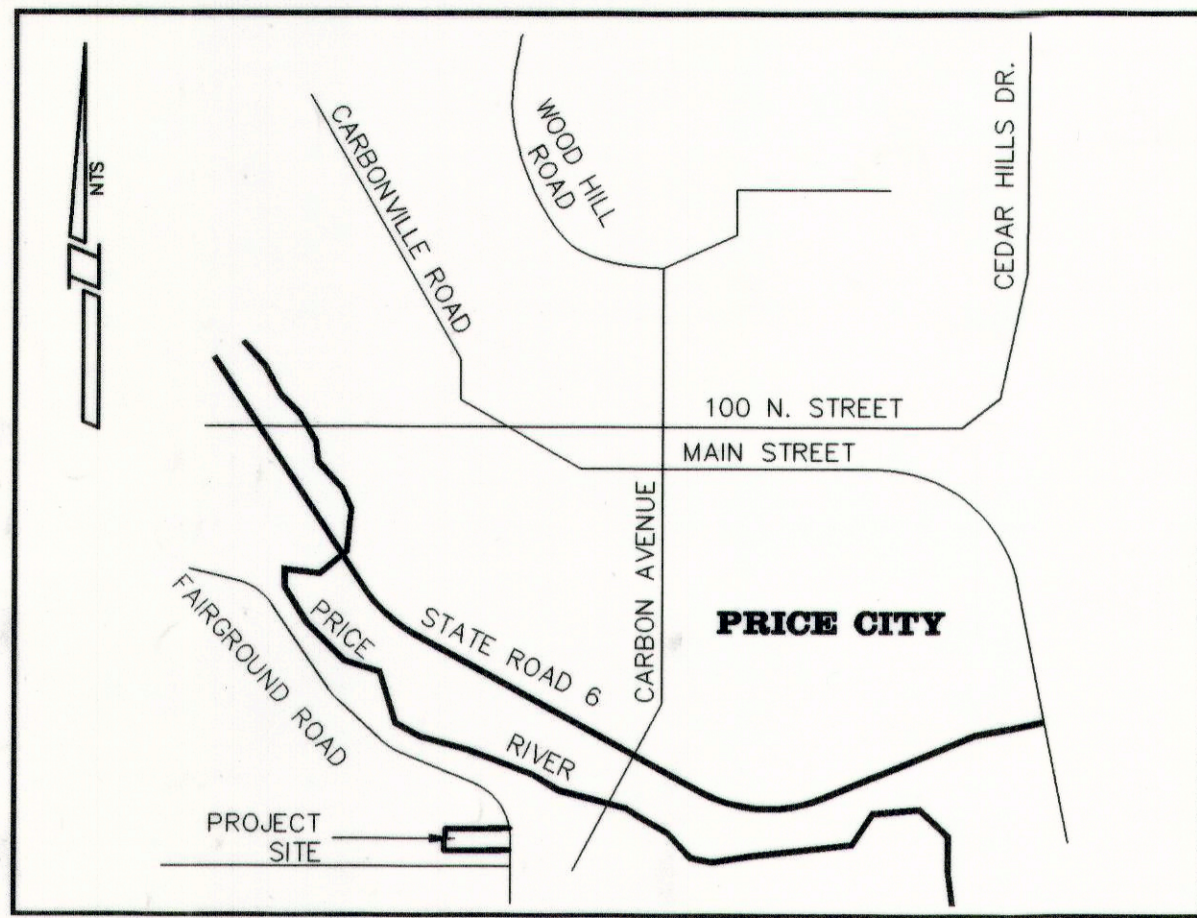 NTS
CARBONVILLE ROAD
WOOD HILL
ROAD
CEDAR HILLS DR.
100 N. STREET
MAIN STREET
CARBON AVENUE
PRICE CITY
STATE ROAD 6
PRICE
RIVER
FAIRGROUND ROAD
PROJECT
SITE